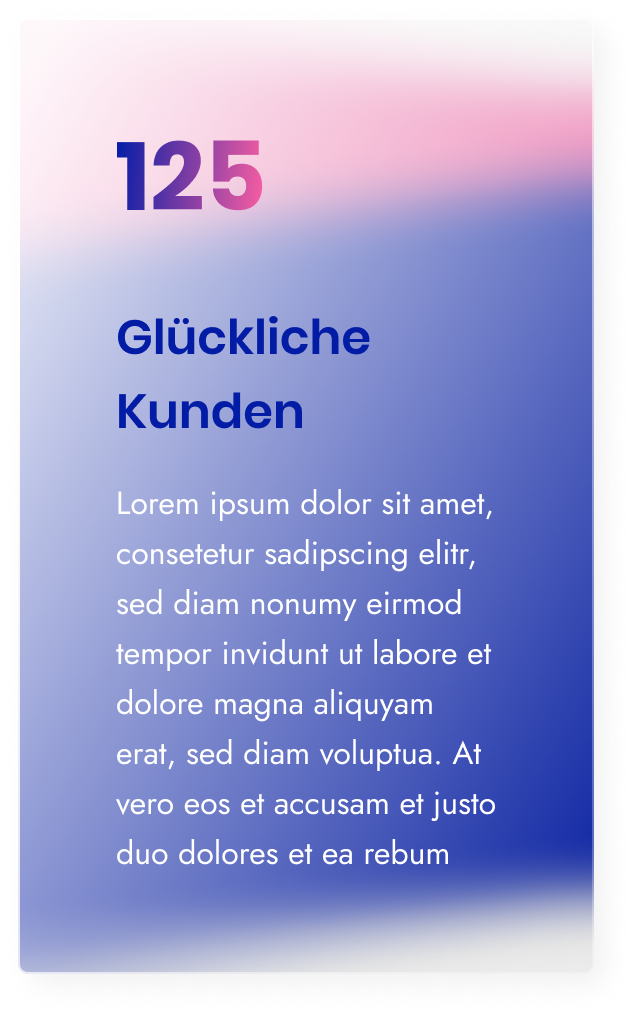 125
Glückliche
Kunden
Lorem ipsum dolor sit amet,
consetetur sadipscing elitr,
sed diam nonumy eirmod
tempor invidunt ut labore et
dolore magna aliquyam
erat, sed diam voluptua. At
vero eos et accusam et justo
duo dolores et ea rebum